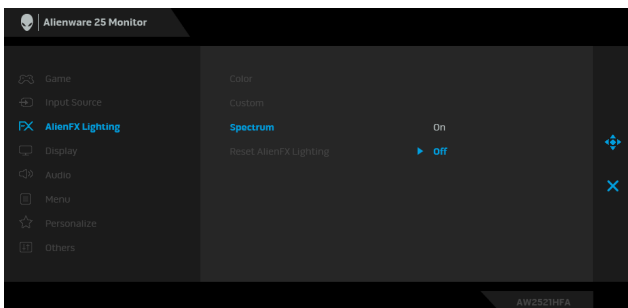 Alienware 25 Monitor
Game
Color
Input Source
Custom
FX AlienFX Lighting
Spectrum
On
Display
Reset AlienFX Lighting
Off
Audio
Menu
Personalize
Others
AW2521HFA